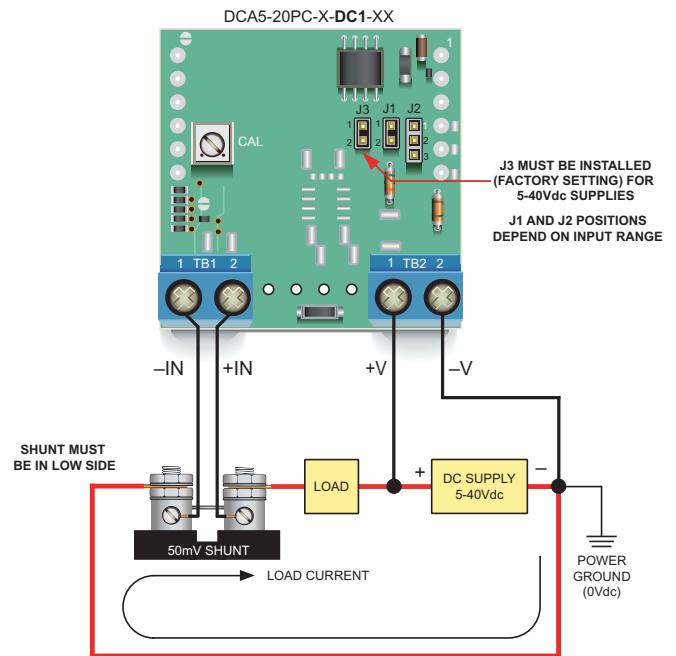 DCA5-20PC-X-DC1-XX
1
J3 J1 J2
1 1 1
2 2 2
3
CAL
J3 MUST BE INSTALLED
(FACTORY SETTING) FOR
5-40Vdc SUPPLIES
J1 AND J2 POSITIONS
DEPEND ON INPUT RANGE
1 TB1 2
1 TB2 2
–IN +IN
+V –V
SHUNT MUST
BE IN LOW SIDE
LOAD
+ –
DC SUPPLY
5-40Vdc
50mV SHUNT
LOAD CURRENT
POWER
GROUND
(0Vdc)